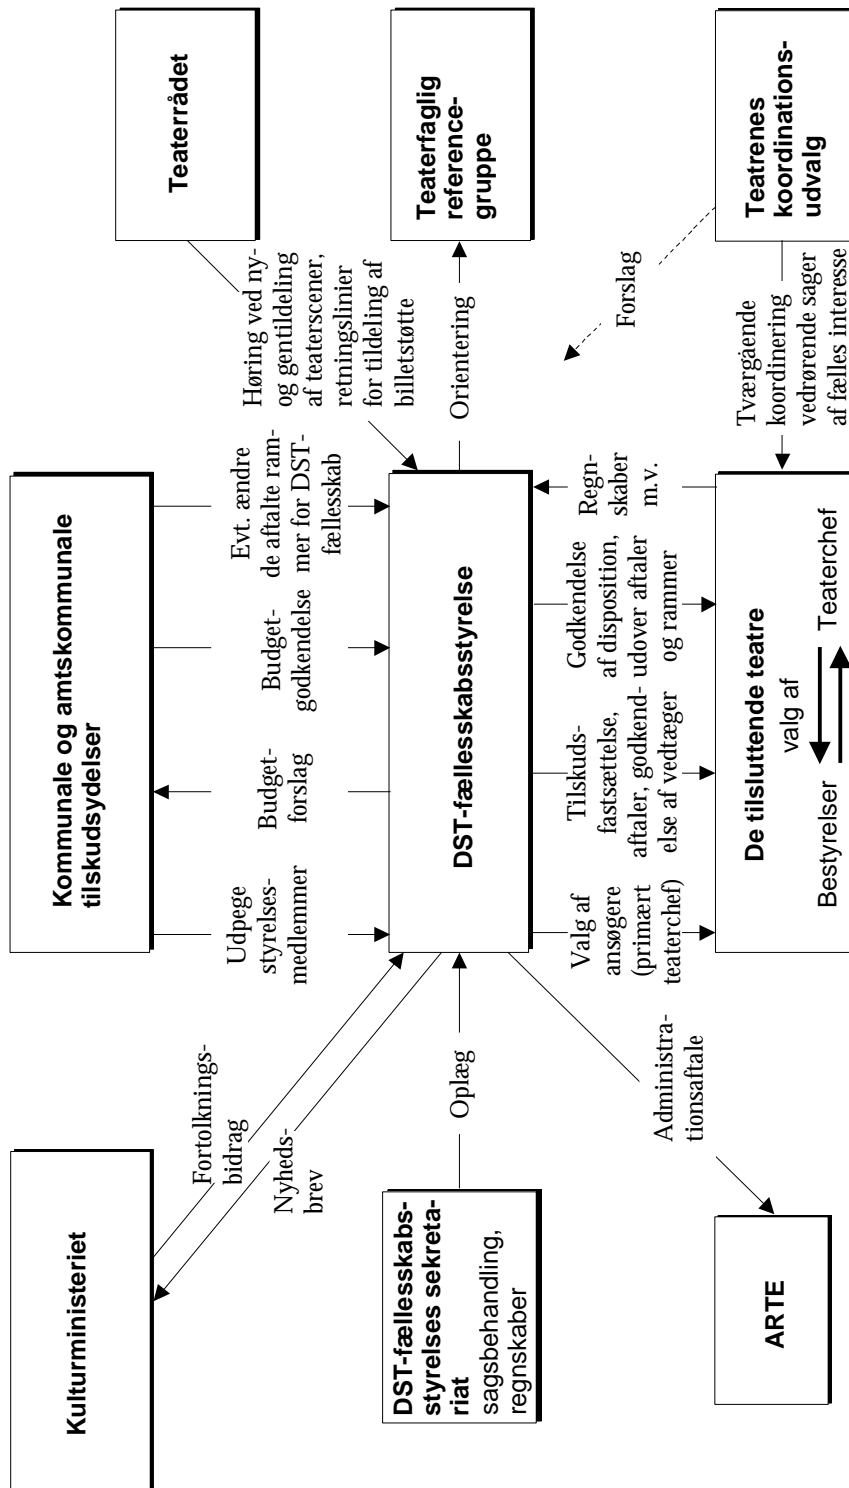 Kulturministeriet
Kommunale og amtskommunale
tilskudsydelser
Teaterrådet
Fortolknings-
bidrag
Nyheds-
brev
Udpege
styrelses-
medlemmer
Budget-
forslag
Budget-
godkendelse
Evt. ændre
de aftalte ram-
mer for DST-
fællesskab
Høring ved ny-
og gentildeling
af teaterscener,
retningslinier
for tildeling af
billetstøtte
DST-fællesskabs-
styrelses sekreta-
riat
sagsbehandling,
regnskaber
Oplæg
DST-fællesskabsstyrelse
Orientering
Teaterfaglig
reference-
gruppe
Administra-
tionsaftale
Valg af
ansøgere
(primært
teaterchef)
Tilskuds-
fastsættelse,
aftaler, godkend-
else af vedtæger
Godkendelse
af disposition,
udover aftaler
og rammer
Regn-
skaber
m.v.
Forslag
Tværgående
koordinering
vedrørende sager
af fælles interesse
ARTE
De tilsluttende teatre
valg af
Bestyrelser
Teaterchef
Teatrenes
koordinations-
udvalg